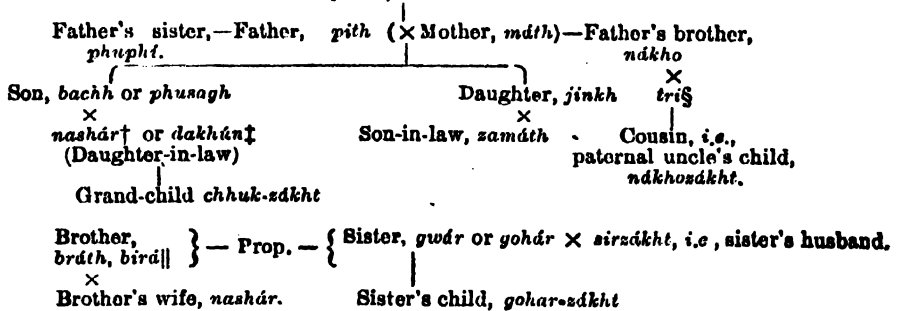 Father's sister,—Father, pith (× Mother, máth)—Father's brother,
phuphí. nákho
×
Son, bachh or phusagh Daughter, jinkh tri§
× ×
nashár† or dakhún‡ Son-in-law, zamáth Cousin, i.e.,
(Daughter-in-law) paternal uncle's child,
nákhozákht.
Grand-child chhuk-zákht
Brother, } — Prop. — { Sister, gwár or gohár × sirzákht, i.e , sister's husband.
bráth, birá||
×
Brother's wife, nashár. Sister's child, gohar-zákht